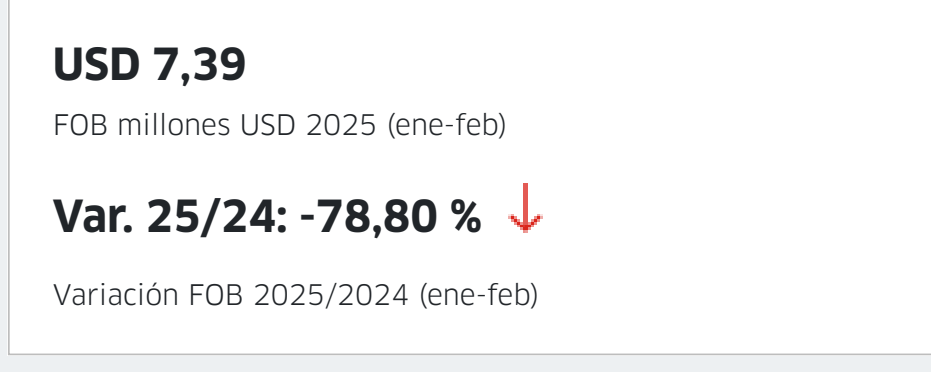 USD 7,39
FOB millones USD 2025 (ene-feb)
Var. 25/24: -78,80 %
Variación FOB 2025/2024 (ene-feb)